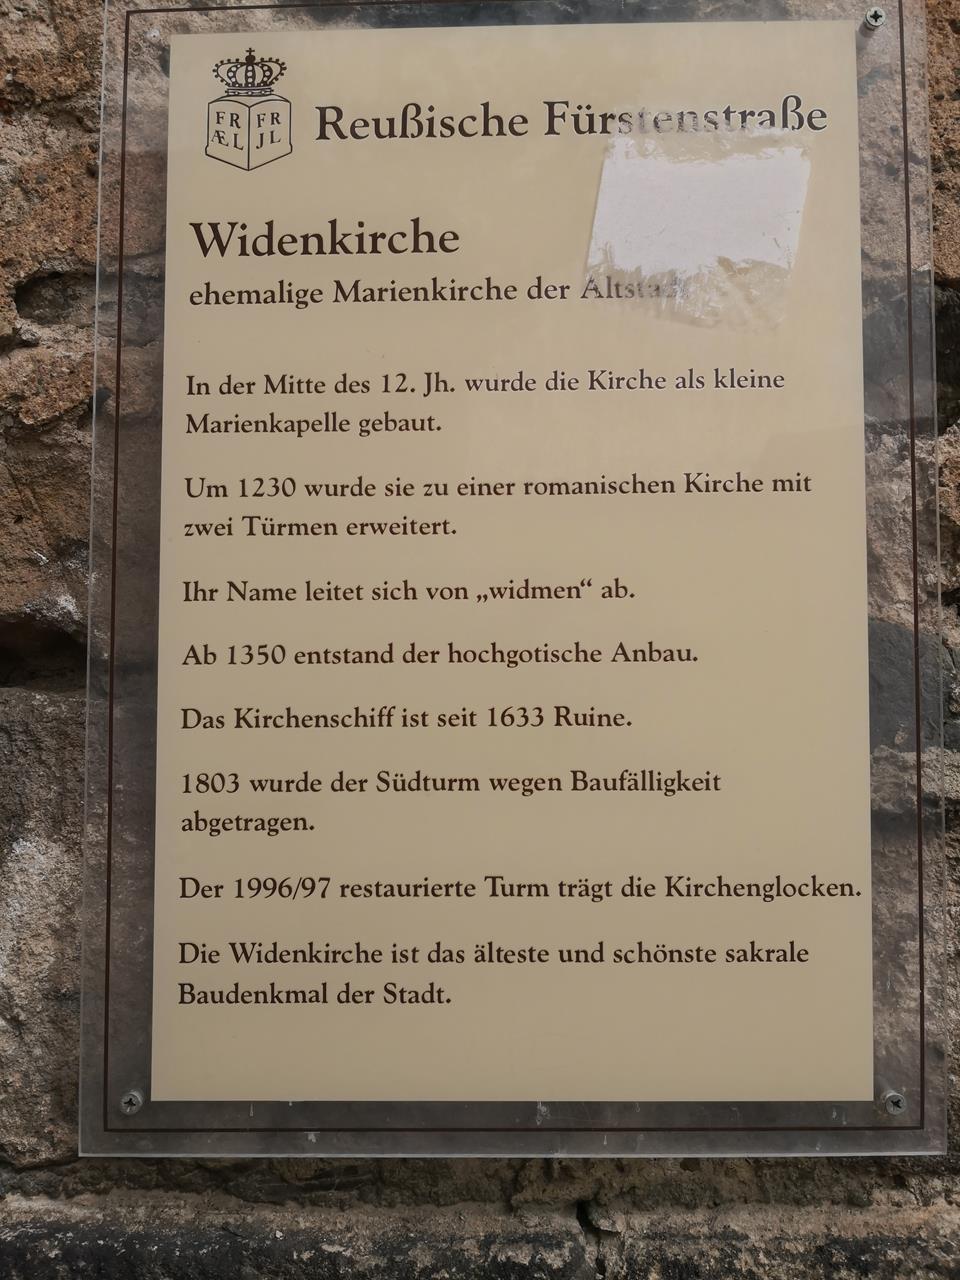 FR FR
ÆL JL
Reußische Fürstenstraße
Widenkirche
ehemalige Marienkirche der Altstadt
In der Mitte des 12. Jh. wurde die Kirche als kleine
Marienkapelle gebaut.
Um 1230 wurde sie zu einer romanischen Kirche mit
zwei Türmen erweitert.
Ihr Name leitet sich von „widmen“ ab.
Ab 1350 entstand der hochgotische Anbau.
Das Kirchenschiff ist seit 1633 Ruine.
1803 wurde der Südturm wegen Baufälligkeit
abgetragen.
Der 1996/97 restaurierte Turm trägt die Kirchenglocken.
Die Widenkirche ist das älteste und schönste sakrale
Baudenkmal der Stadt.